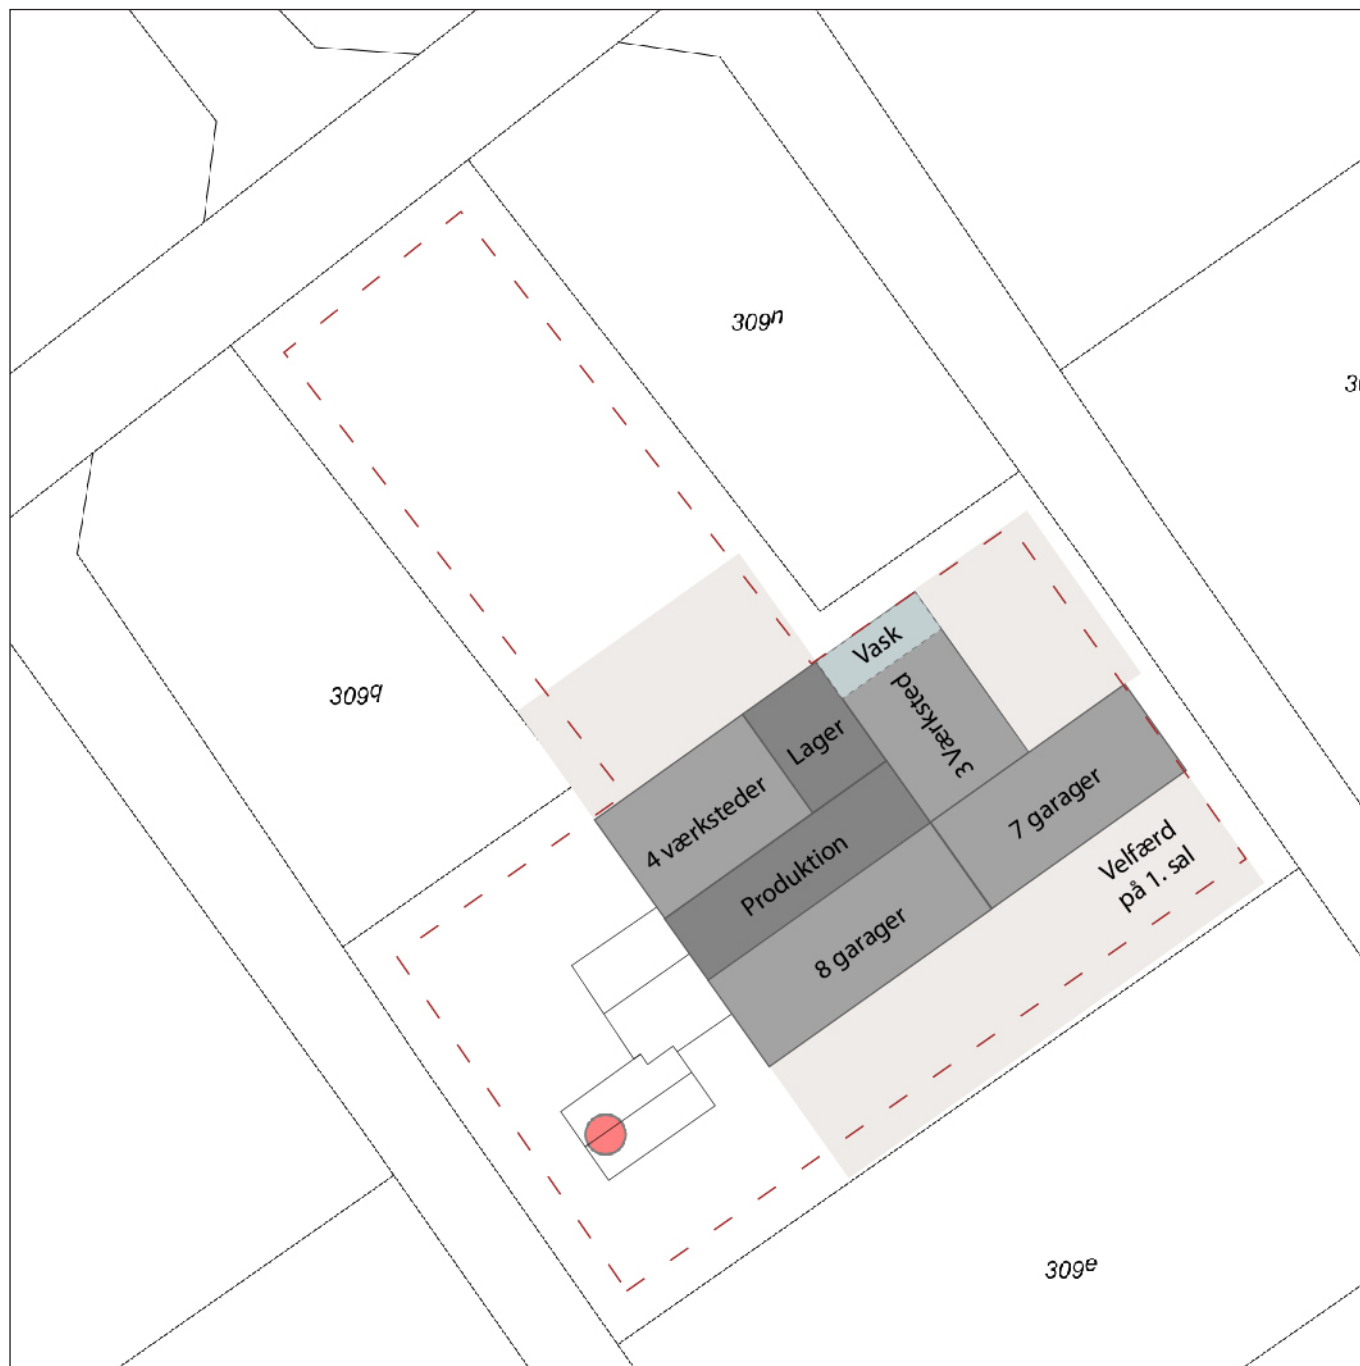 309n
309q
Vask
3 Værksted
Lager
4 værksteder
7 garager
Produktion
Velfærd
på 1. sal
8 garager
309e